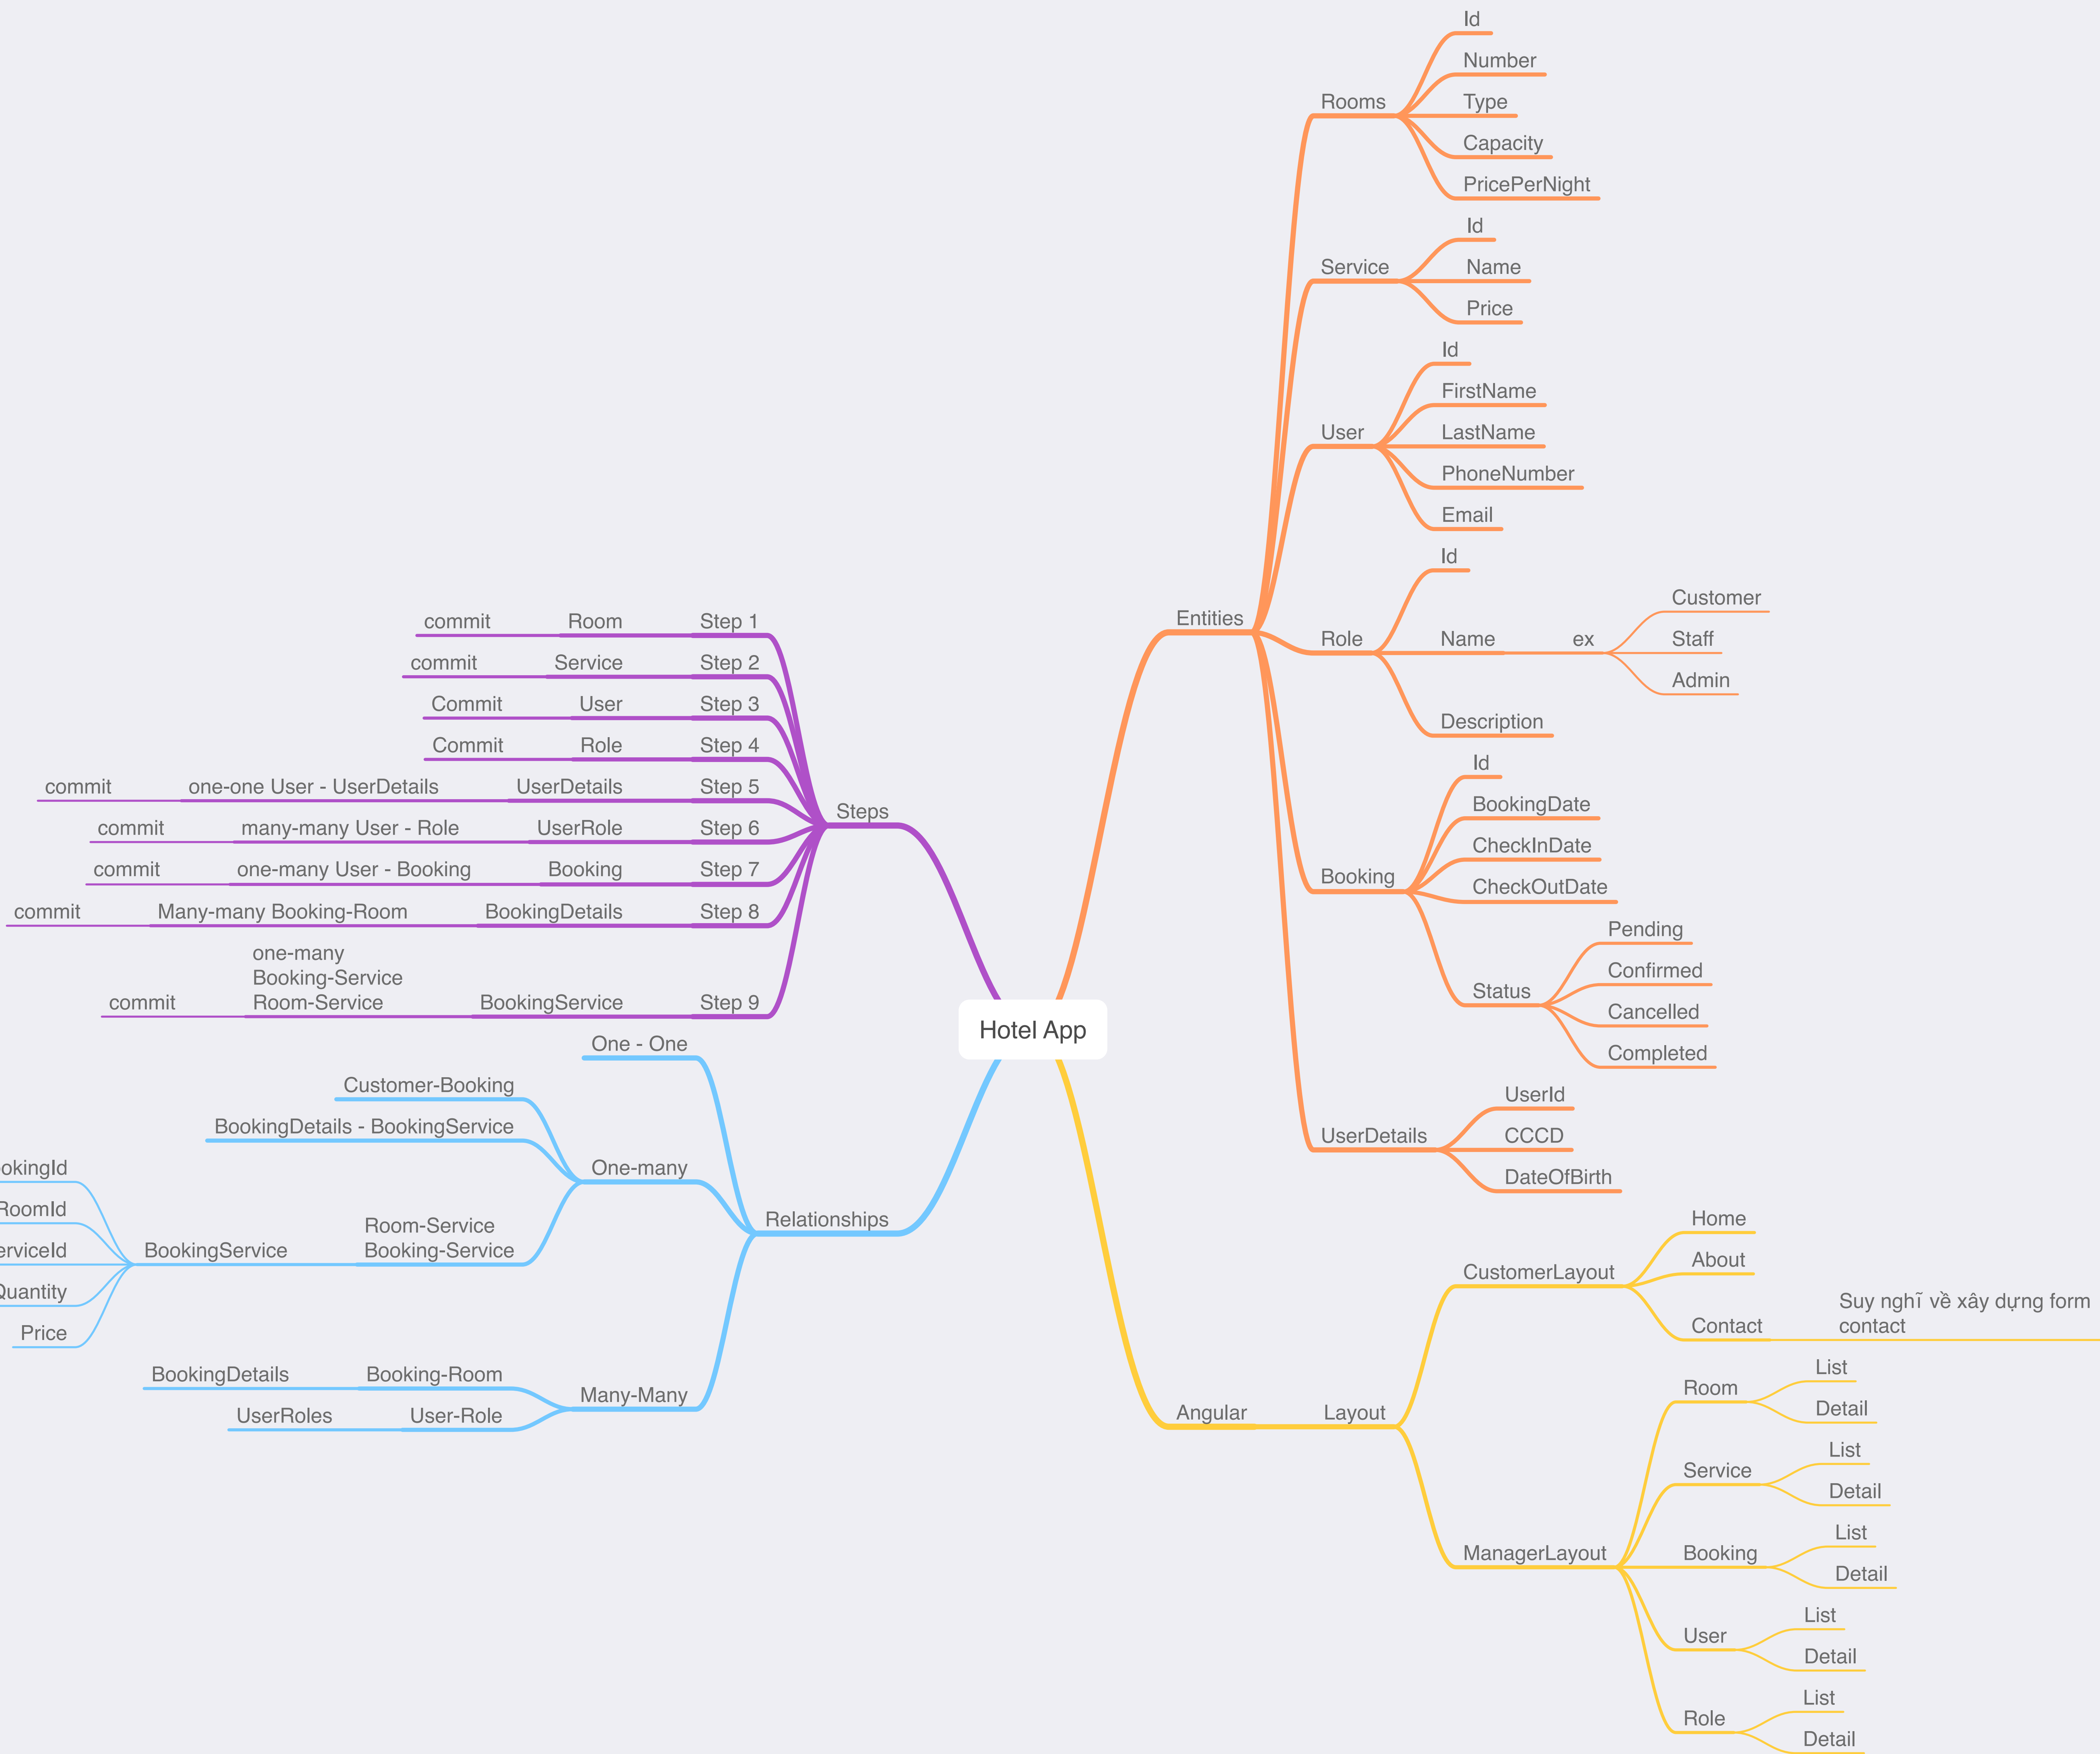 Hotel App
Entities
Rooms
Id
Number
Type
Capacity
PricePerNight
Service
Id
Name
Price
User
Id
FirstName
LastName
PhoneNumber
Email
Role
Id
Name
ex
Customer
Staff
Admin
Description
Booking
Id
BookingDate
CheckInDate
CheckOutDate
Status
Pending
Confirmed
Cancelled
Completed
UserDetails
UserId
CCCD
DateOfBirth
Angular
Layout
CustomerLayout
Home
About
Contact
Suy nghĩ về xây dựng form
contact
ManagerLayout
Room
List
Detail
Service
List
Detail
Booking
List
Detail
User
List
Detail
Role
List
Detail
Steps
Step 1
Room
commit
Step 2
Service
commit
Step 3
User
Commit
Step 4
Role
Commit
Step 5
UserDetails
one-one User - UserDetails
commit
Step 6
UserRole
many-many User - Role
commit
Step 7
Booking
one-many User - Booking
commit
Step 8
BookingDetails
Many-many Booking-Room
commit
Step 9
BookingService
one-many
Booking-Service
Room-Service
commit
Relationships
One - One
One-many
Customer-Booking
BookingDetails - BookingService
Room-Service
Booking-Service
BookingService
RoomId
Quantity
Price
Many-Many
Booking-Room
BookingDetails
User-Role
UserRoles